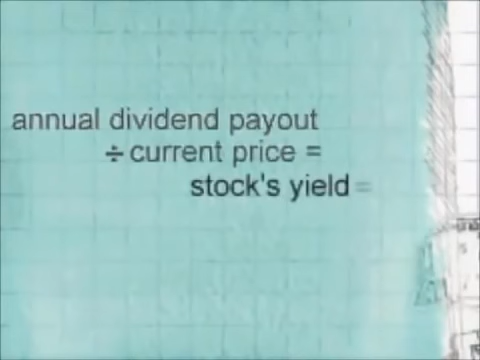 annual dividend payout
÷ current price =
stock's yield =